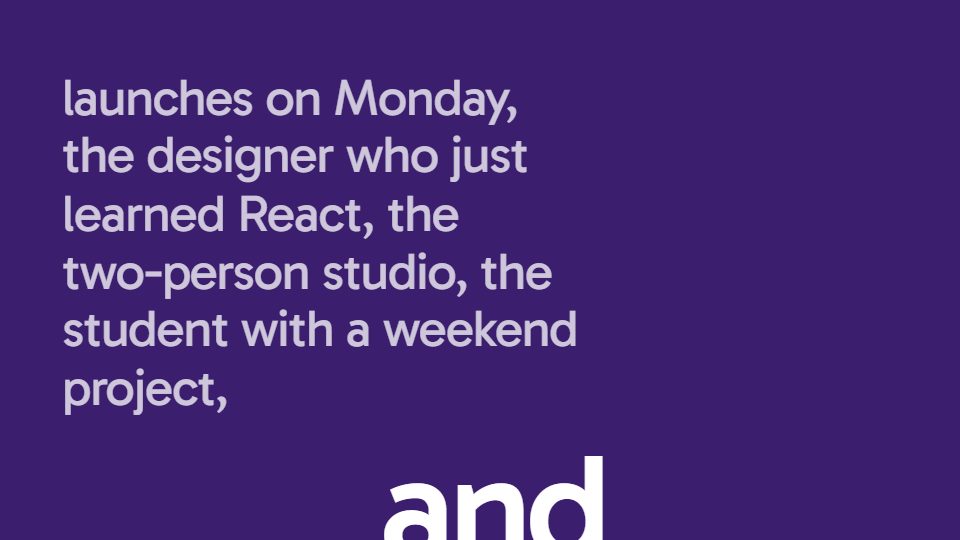 launches on Monday,
the designer who just
learned React, the
two-person studio, the
student with a weekend
project,
and